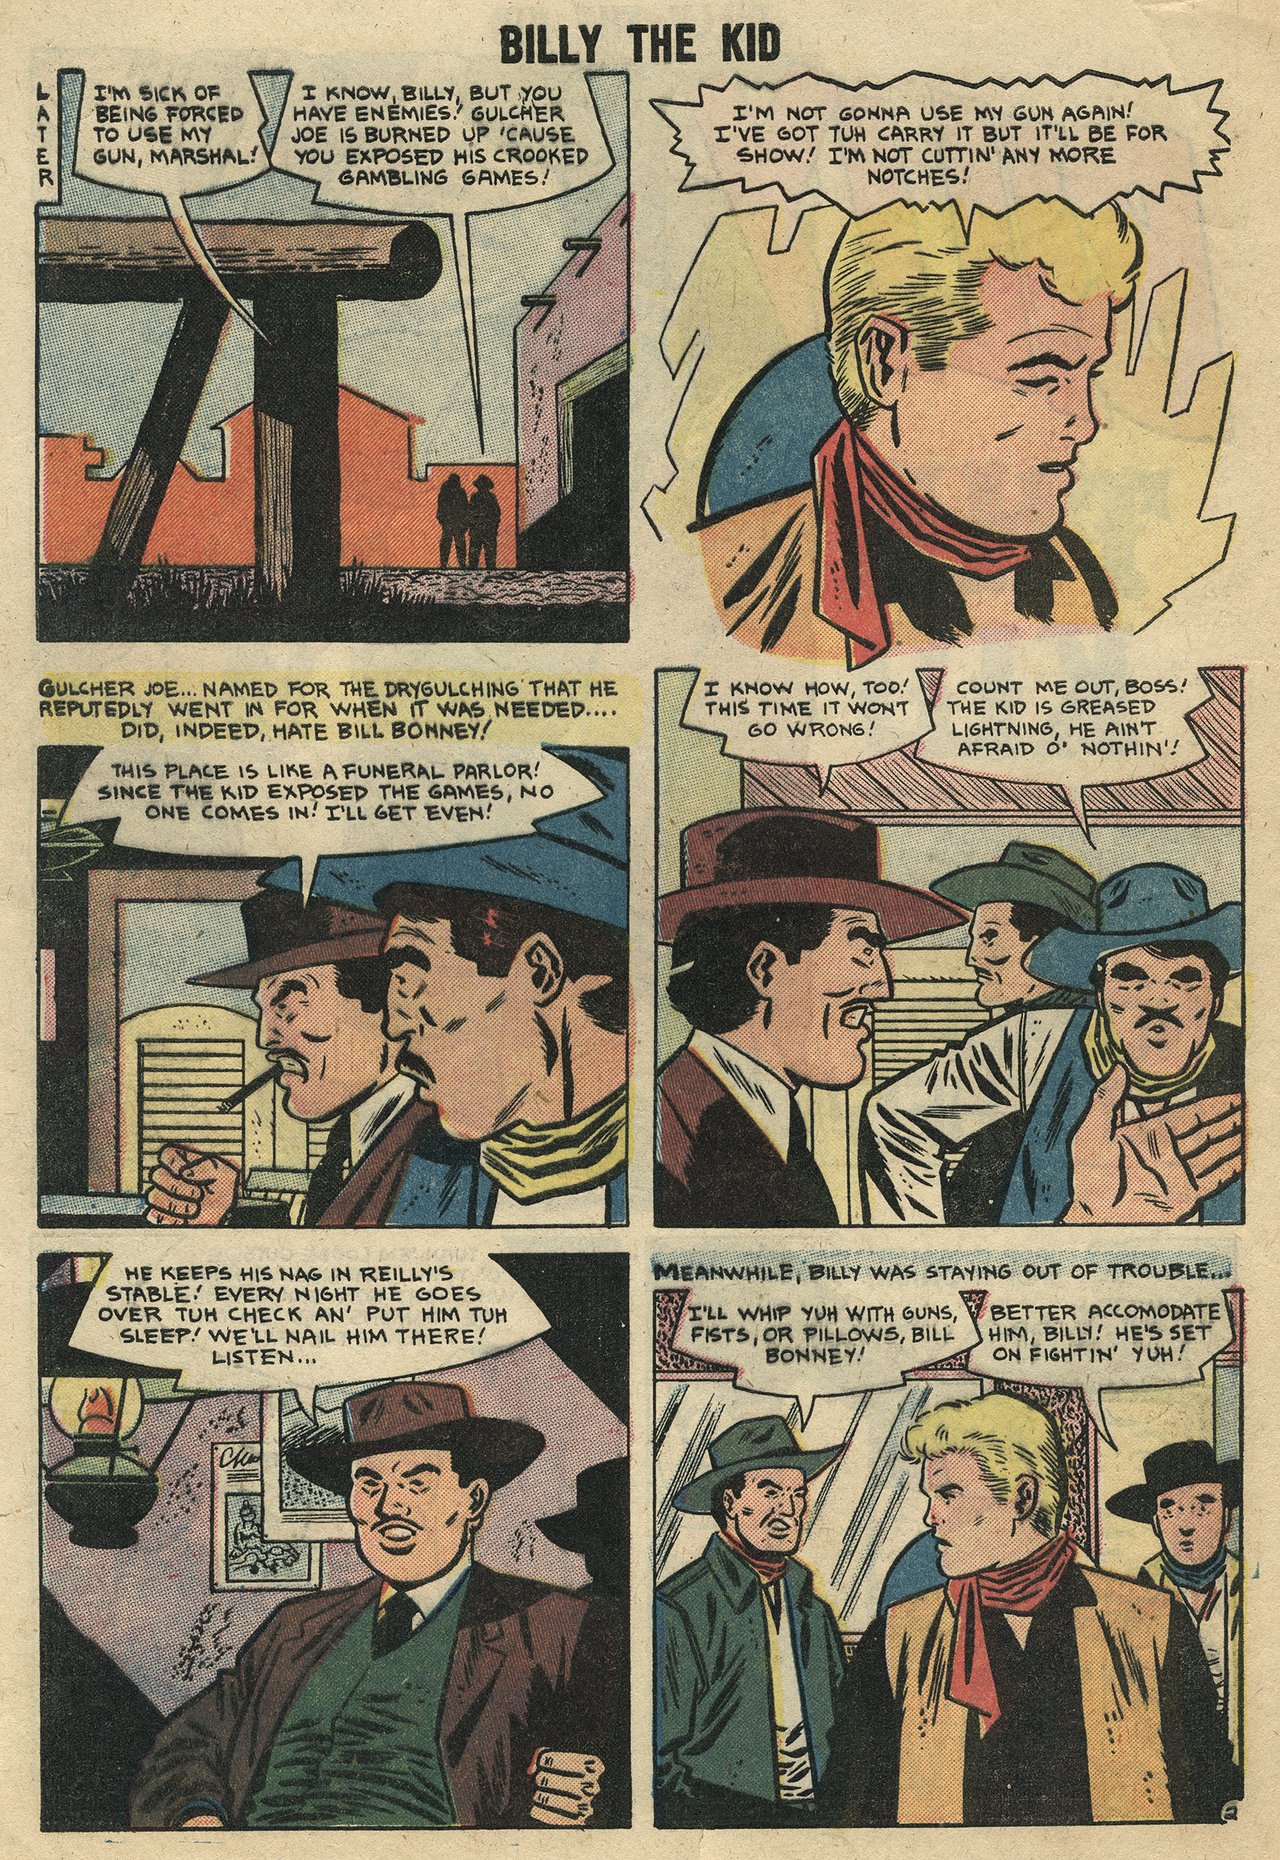 BILLY THE KID
LATER
I'M SICK OF
BEING FORCED
TO USE MY
GUN, MARSHAL!
I KNOW, BILLY, BUT YOU
HAVE ENEMIES! GULCHER
JOE IS BURNED UP 'CAUSE
YOU EXPOSED HIS CROOKED
GAMBLING GAMES!
I'M NOT GONNA USE MY GUN AGAIN!
I'VE GOT TUH CARRY IT BUT IT'LL BE FOR
SHOW! I'M NOT CUTTIN' ANY MORE
NOTCHES!
GULCHER JOE... NAMED FOR THE DRYGULCHING THAT HE
REPUTEDLY WENT IN FOR WHEN IT WAS NEEDED....
DID, INDEED, HATE BILL BONNEY!
THIS PLACE IS LIKE A FUNERAL PARLOR!
SINCE THE KID EXPOSED THE GAMES, NO
ONE COMES IN! I'LL GET EVEN!
I KNOW HOW, TOO!
THIS TIME IT WON'T
GO WRONG!
COUNT ME OUT, BOSS!
THE KID IS GREASED
LIGHTNING, HE AIN'T
AFRAID O' NOTHIN'!
HE KEEPS HIS NAG IN REILLY'S
STABLE! EVERY NIGHT HE GOES
OVER TUH CHECK AN' PUT HIM TUH
SLEEP! WE'LL NAIL HIM THERE!
LISTEN...
MEANWHILE, BILLY WAS STAYING OUT OF TROUBLE...
I'LL WHIP YUH WITH GUNS,
FISTS, OR PILLOWS, BILL
BONNEY!
BETTER ACCOMODATE
HIM, BILLY! HE'S SET
ON FIGHTIN' YUH!
2